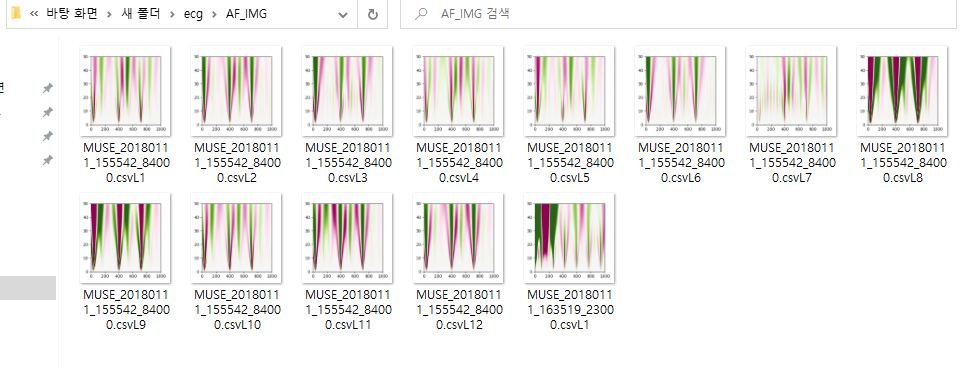 « 바탕 화면 › 새 폴더 › ecg › AF_IMG
AF_IMG 검색
MUSE_2018011
1_155542_8400
0.csvL1
MUSE_2018011
1_155542_8400
0.csvL2
MUSE_2018011
1_155542_8400
0.csvL3
MUSE_2018011
1_155542_8400
0.csvL4
MUSE_2018011
1_155542_8400
0.csvL5
MUSE_2018011
1_155542_8400
0.csvL6
MUSE_2018011
1_155542_8400
0.csvL7
MUSE_2018011
1_155542_8400
0.csvL8
MUSE_2018011
1_155542_8400
0.csvL9
MUSE_2018011
1_155542_8400
0.csvL10
MUSE_2018011
1_155542_8400
0.csvL11
MUSE_2018011
1_155542_8400
0.csvL12
MUSE_2018011
1_163519_2300
0.csvL1